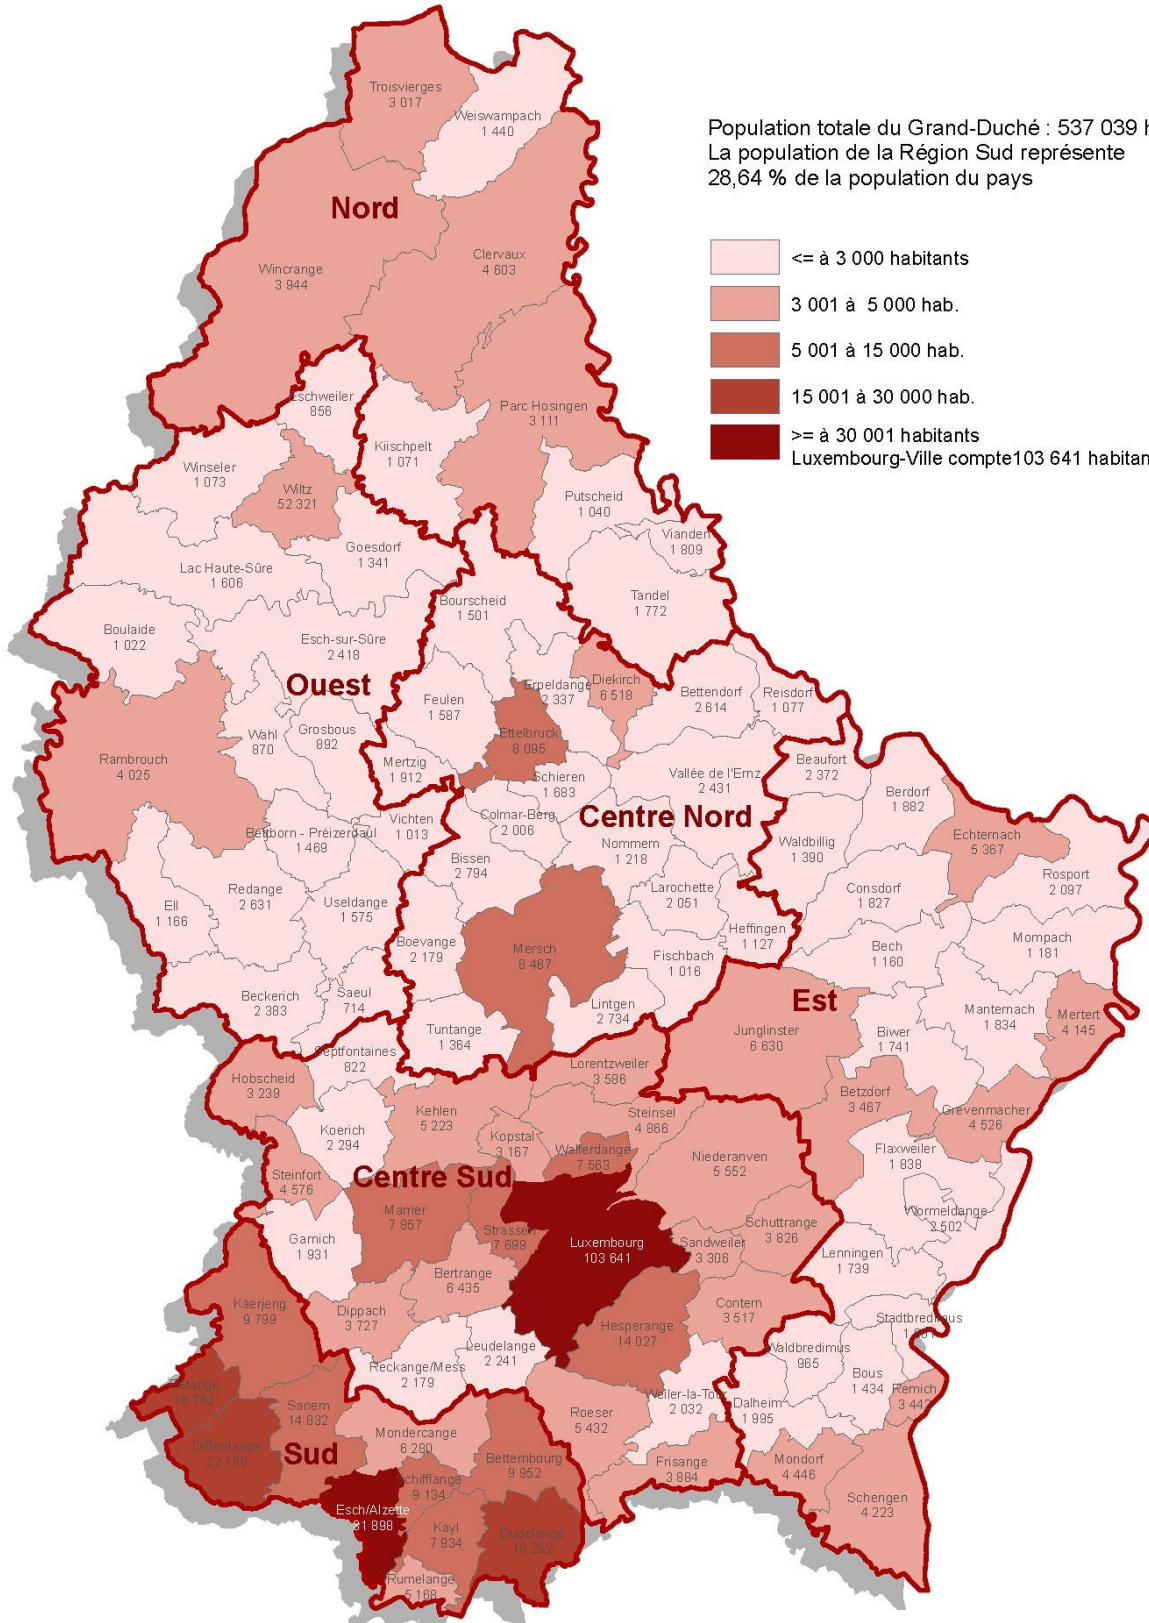 Troisvierges
3 017
Weiswampach
1 440
Population totale du Grand-Duché : 537 039 h
La population de la Région Sud représente
28,64 % de la population du pays
Nord
Clervaux
4 603
Wincrange
3 944
<= à 3 000 habitants
3 001 à 5 000 hab.
5 001 à 15 000 hab.
15 001 à 30 000 hab.
>= à 30 001 habitants
Luxembourg-Ville compte103 641 habitan
Eschweiler
856
Parc Hosingen
3 111
Kiischpelt
1 071
Winseler
1 073
Wiltz
52 321
Putscheid
1 040
Vianden
1 809
Goesdorf
1 341
Lac Haute-Sûre
1 606
Tandel
1 772
Bourscheid
1 501
Boulaide
1 022
Esch-sur-Sûre
2 418
Ouest
Erpeldange
2 337
Diekirch
6 518
Bettendorf
2 614
Reisdorf
1 077
Feulen
1 587
Ettelbruck
8 095
Wahl
870
Grosbous
892
Rambrouch
4 025
Mertzig
1 912
Schieren
1 683
Vallée de l'Ernz
2 431
Beaufort
2 372
Berdorf
1 882
Centre Nord
Colmar-Berg
2 006
Vichten
1 013
Bettborn - Préizerdaul
1 469
Nommern
1 218
Waldbillig
1 390
Echternach
5 367
Bissen
2 794
Rosport
2 097
Ell
1 166
Redange
2 631
Useldange
1 575
Larochette
2 051
Consdorf
1 827
Heffingen
1 127
Boevange
2 179
Mersch
8 467
Fischbach
1 016
Bech
1 160
Mompach
1 181
Beckerich
2 383
Saeul
714
Lintgen
2 734
Est
Manternach
1 834
Mertert
4 145
Tuntange
1 364
Junglinster
6 630
Biwer
1 741
Septfontaines
822
Lorentzweiler
3 586
Hobscheid
3 239
Betzdorf
3 467
Grevenmacher
4 526
Kehlen
5 223
Steinsel
4 866
Koerich
2 294
Kopstal
3 167
Walferdange
7 563
Niederanven
5 552
Flaxweiler
1 838
Steinfort
4 576
Centre Sud
Mamer
7 857
Strassen
7 699
Wormeldange
2 502
Schuttrange
3 826
Garnich
1 931
Luxembourg
103 641
Sandweiler
3 306
Lenningen
1 739
Bertrange
6 435
Käerjeng
9 799
Dippach
3 727
Contern
3 517
Hesperange
14 027
Stadtbredimus
Waldbredimus
965
Leudelange
2 241
Reckange/Mess
2 179
Bous
1 434
Remich
Pétange
Sanem
14 832
Weiler-la-Tour
2 032
Dalheim
1 995
Roeser
5 432
Mondercange
6 280
Differdange
22 769
Sud
Bettembourg
9 952
Frisange
3 884
Mondorf
4 446
Schifflange
9 134
Schengen
4 223
Esch/Alzette
31 898
Kayl
7 934
Dudelange
19 282
Rumelange
5 168